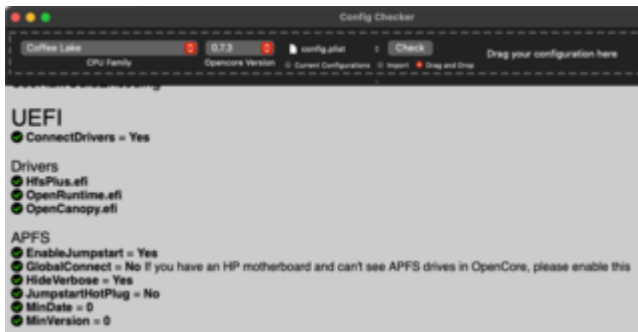 Config Checker
Coffee Lake 0.7.3 config.plist Check Drag your configuration here
CPU Family Opencore Version Current Configurations Import Drag and Drop
UEFI
ConnectDrivers = Yes
Drivers
HfsPlus.efi
OpenRuntime.efi
OpenCanopy.efi
APFS
EnableJumpstart = Yes
GlobalConnect = No If you have an HP motherboard and can't see APFS drives in OpenCore, please enable this
HideVerbose = Yes
JumpstartHotPlug = No
MinDate = 0
MinVersion = 0